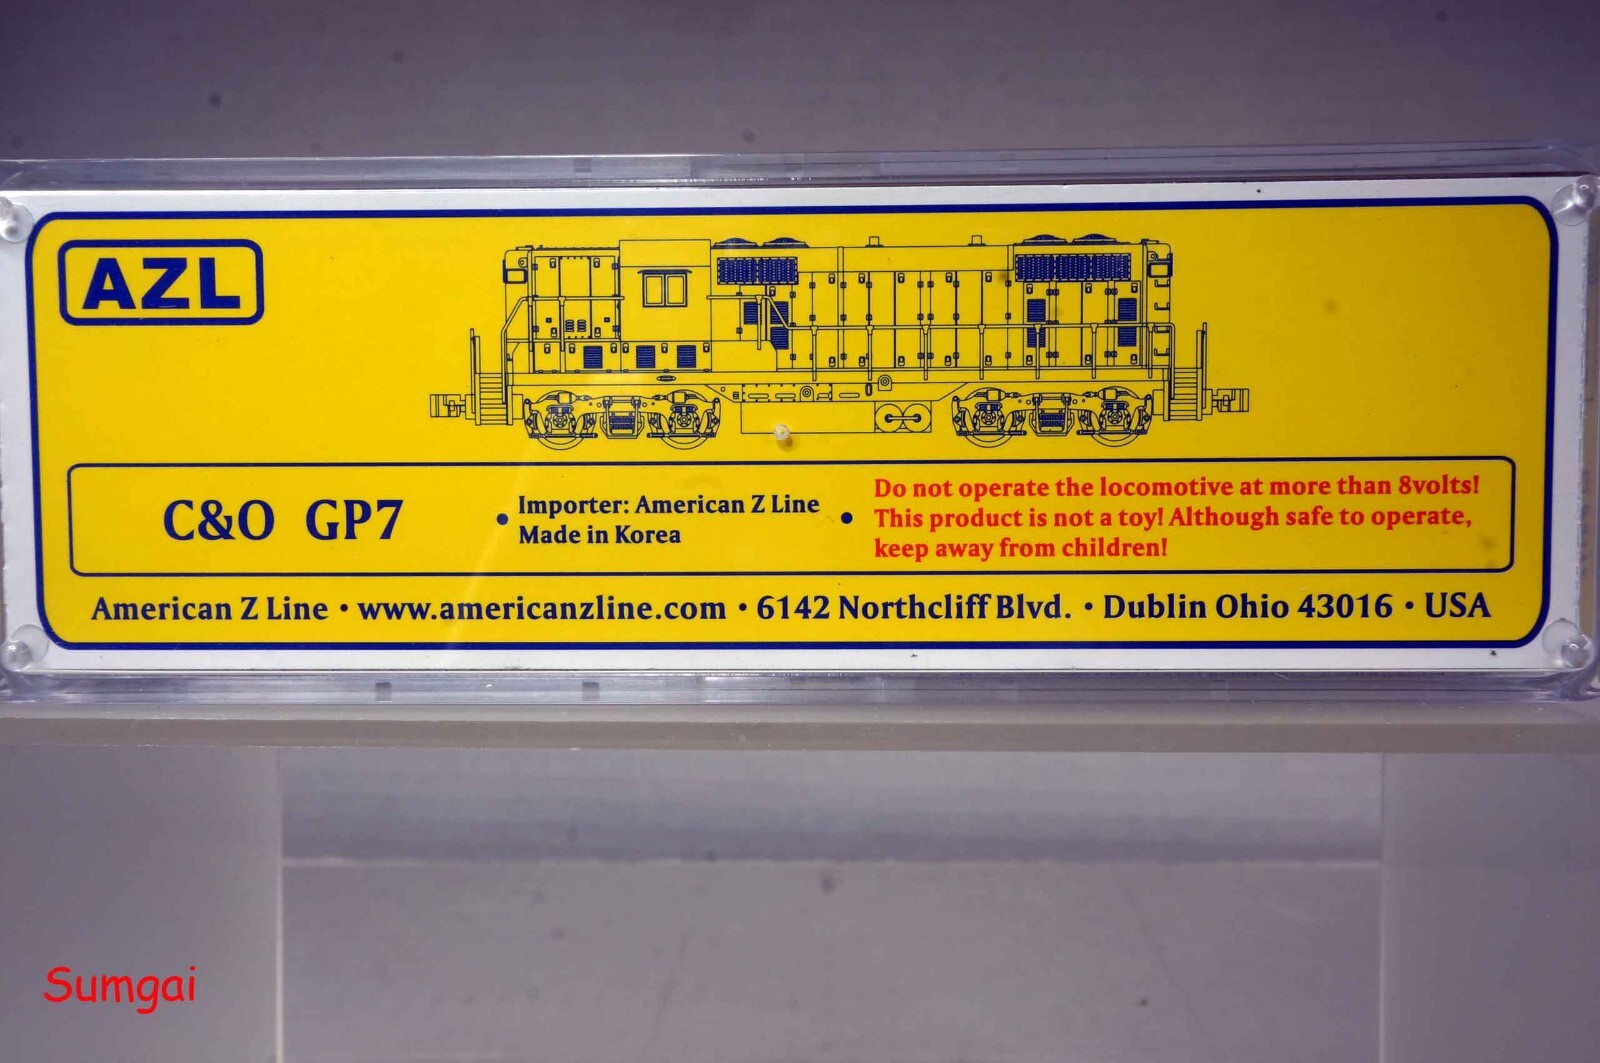 AZL
C&O GP7
• Importer: American Z Line
Made in Korea
• Do not operate the locomotive at more than 8volts!
This product is not a toy! Although safe to operate,
keep away from children!
American Z Line • www.americanzline.com • 6142 Northcliff Blvd. • Dublin Ohio 43016 • USA
Sumgai